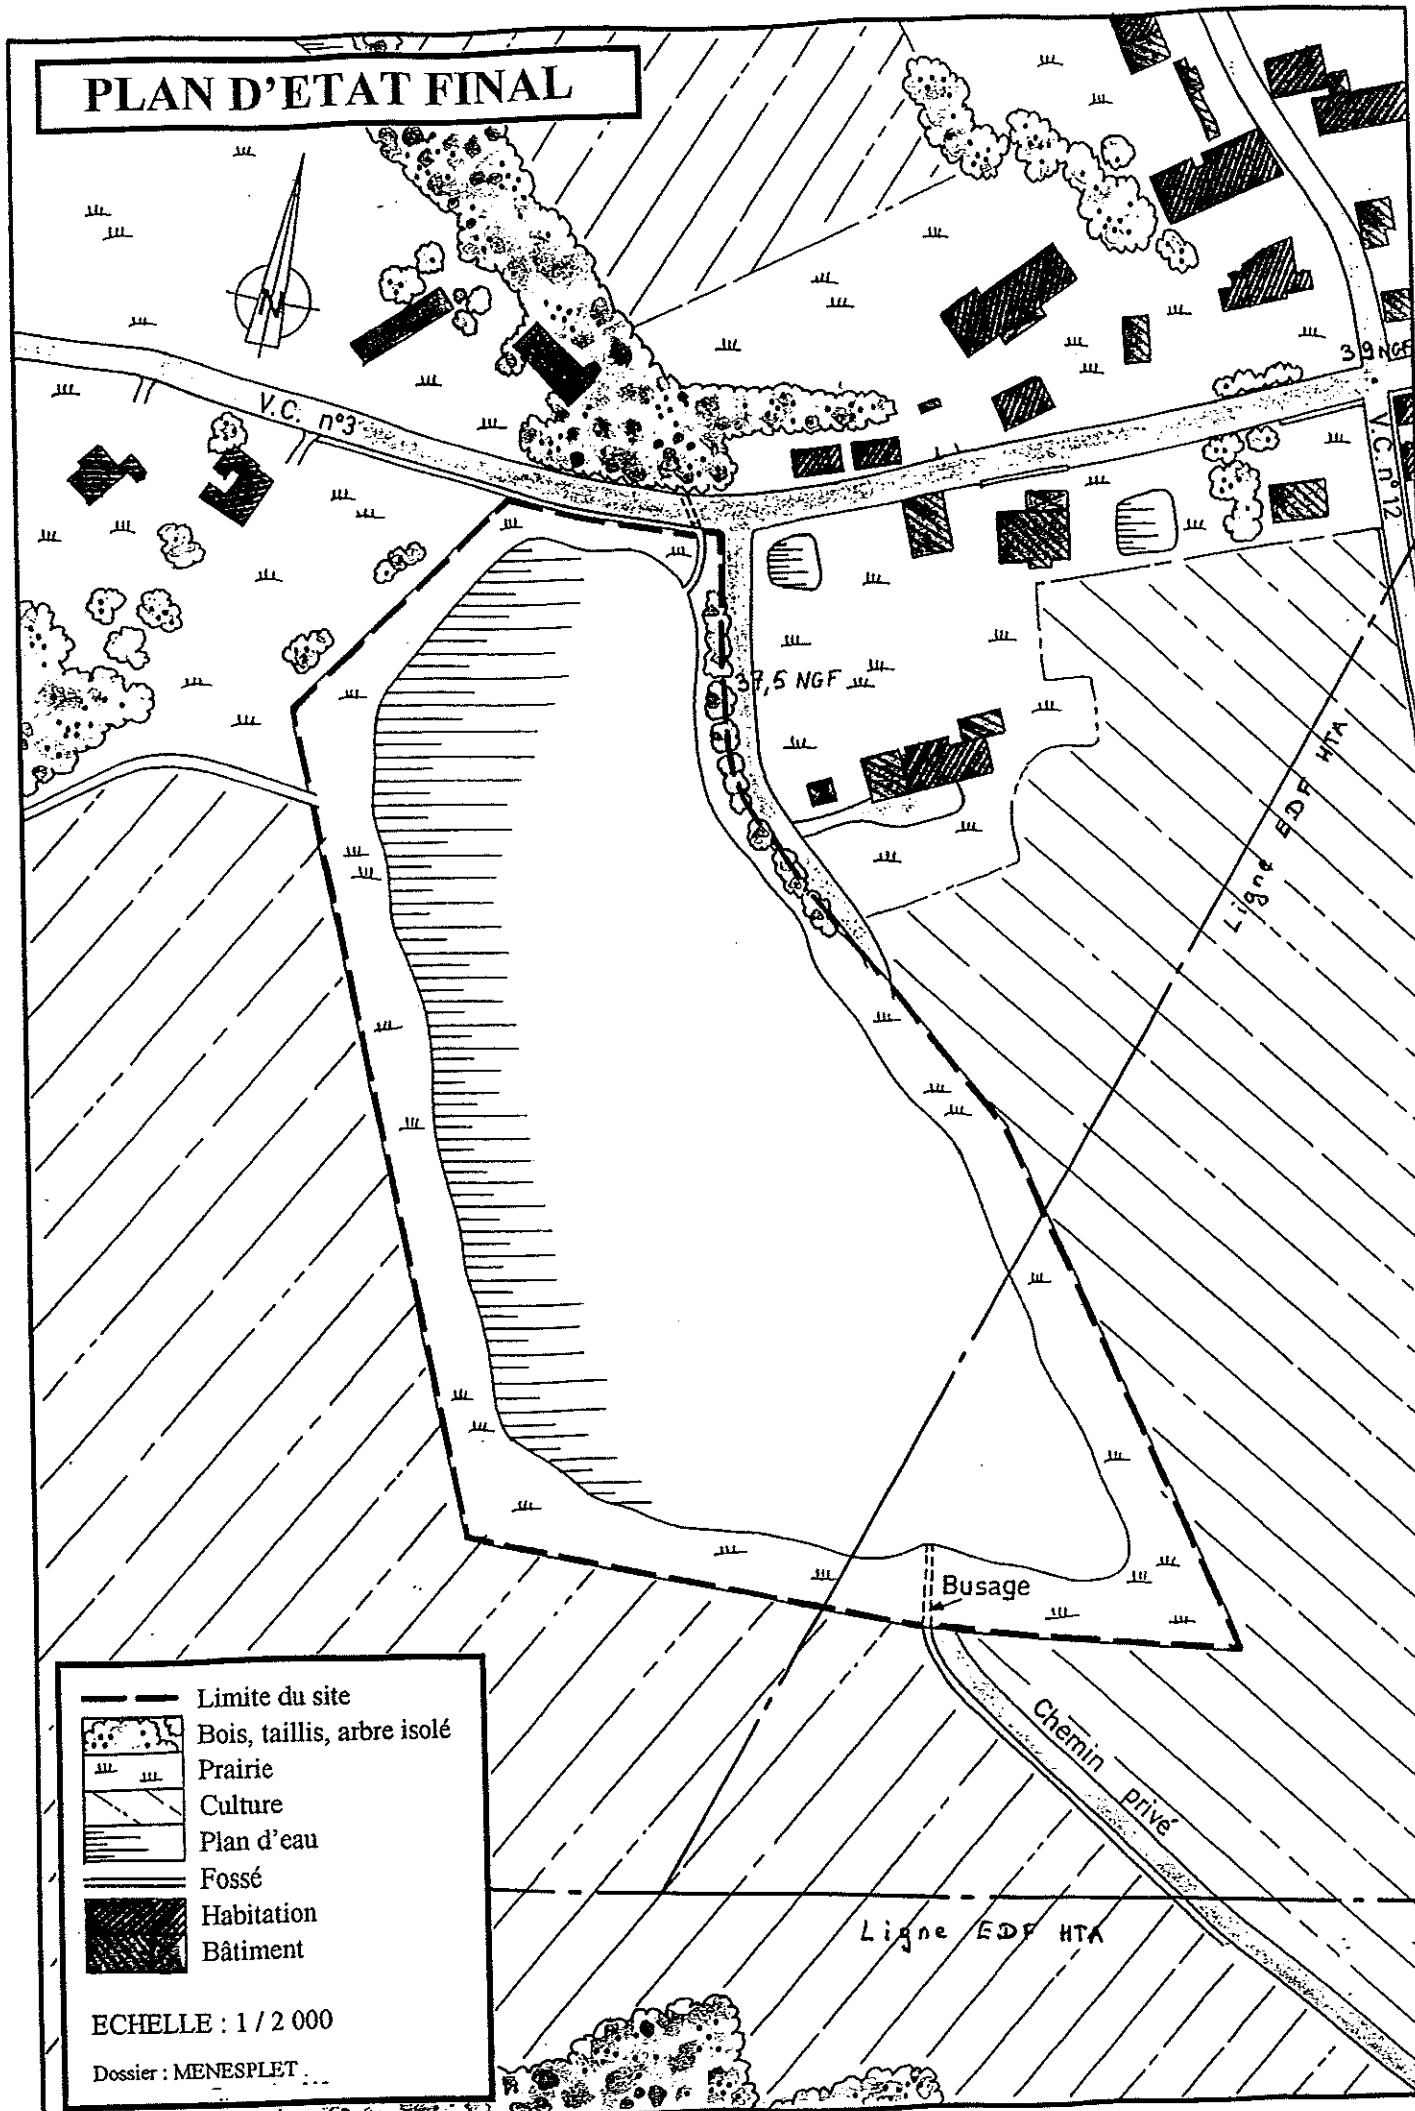 PLAN D'ETAT FINAL
N
39 NGF
V.C. n°3
V.C. n°12
37,5 NGF
Ligne EDF HTA
Busage
Chemin privé
Ligne EDF HTA
Limite du site
Bois, taillis, arbre isolé
Prairie
Culture
Plan d'eau
Fossé
Habitation
Bâtiment
ECHELLE : 1 / 2 000
Dossier : MENESPLET